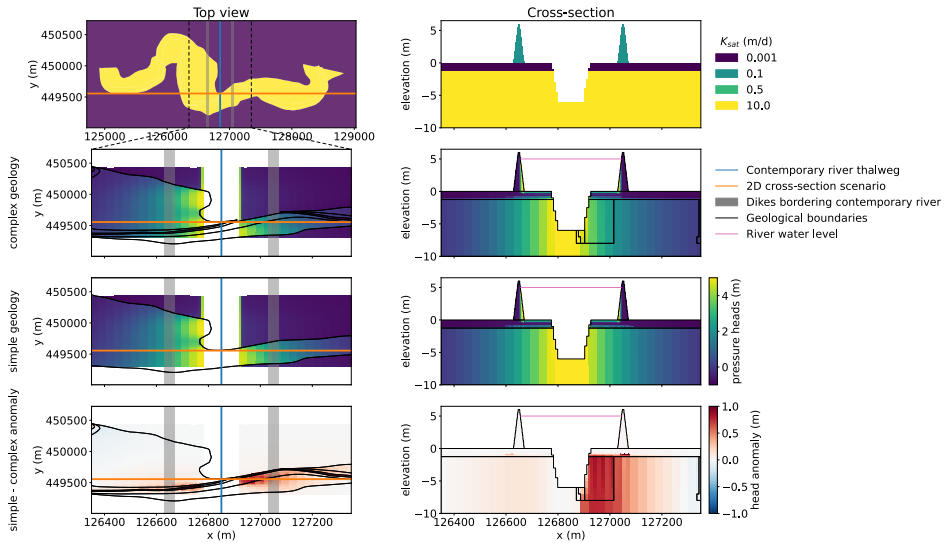 Top view
Cross-section
y (m)
450500
449500
125000 126000 127000 128000 129000
elevation (m)
5
0
−5
−10
K_sat (m/d)
0.001
0.1
0.5
10.0
complex geology
y (m)
450500
450000
449500
elevation (m)
5
0
−5
−10
Contemporary river thalweg
2D cross-section scenario
Dikes bordering contemporary river
Geological boundaries
River water level
simple geology
y (m)
450500
450000
449500
elevation (m)
5
0
−5
−10
4
2
0
pressure heads (m)
simple - complex anomaly
y (m)
450500
450000
449500
126400 126600 126800 127000 127200
x (m)
elevation (m)
5
0
−5
−10
126400 126600 126800 127000 127200
x (m)
1.0
0.5
0.0
−0.5
−1.0
head anomaly (m)